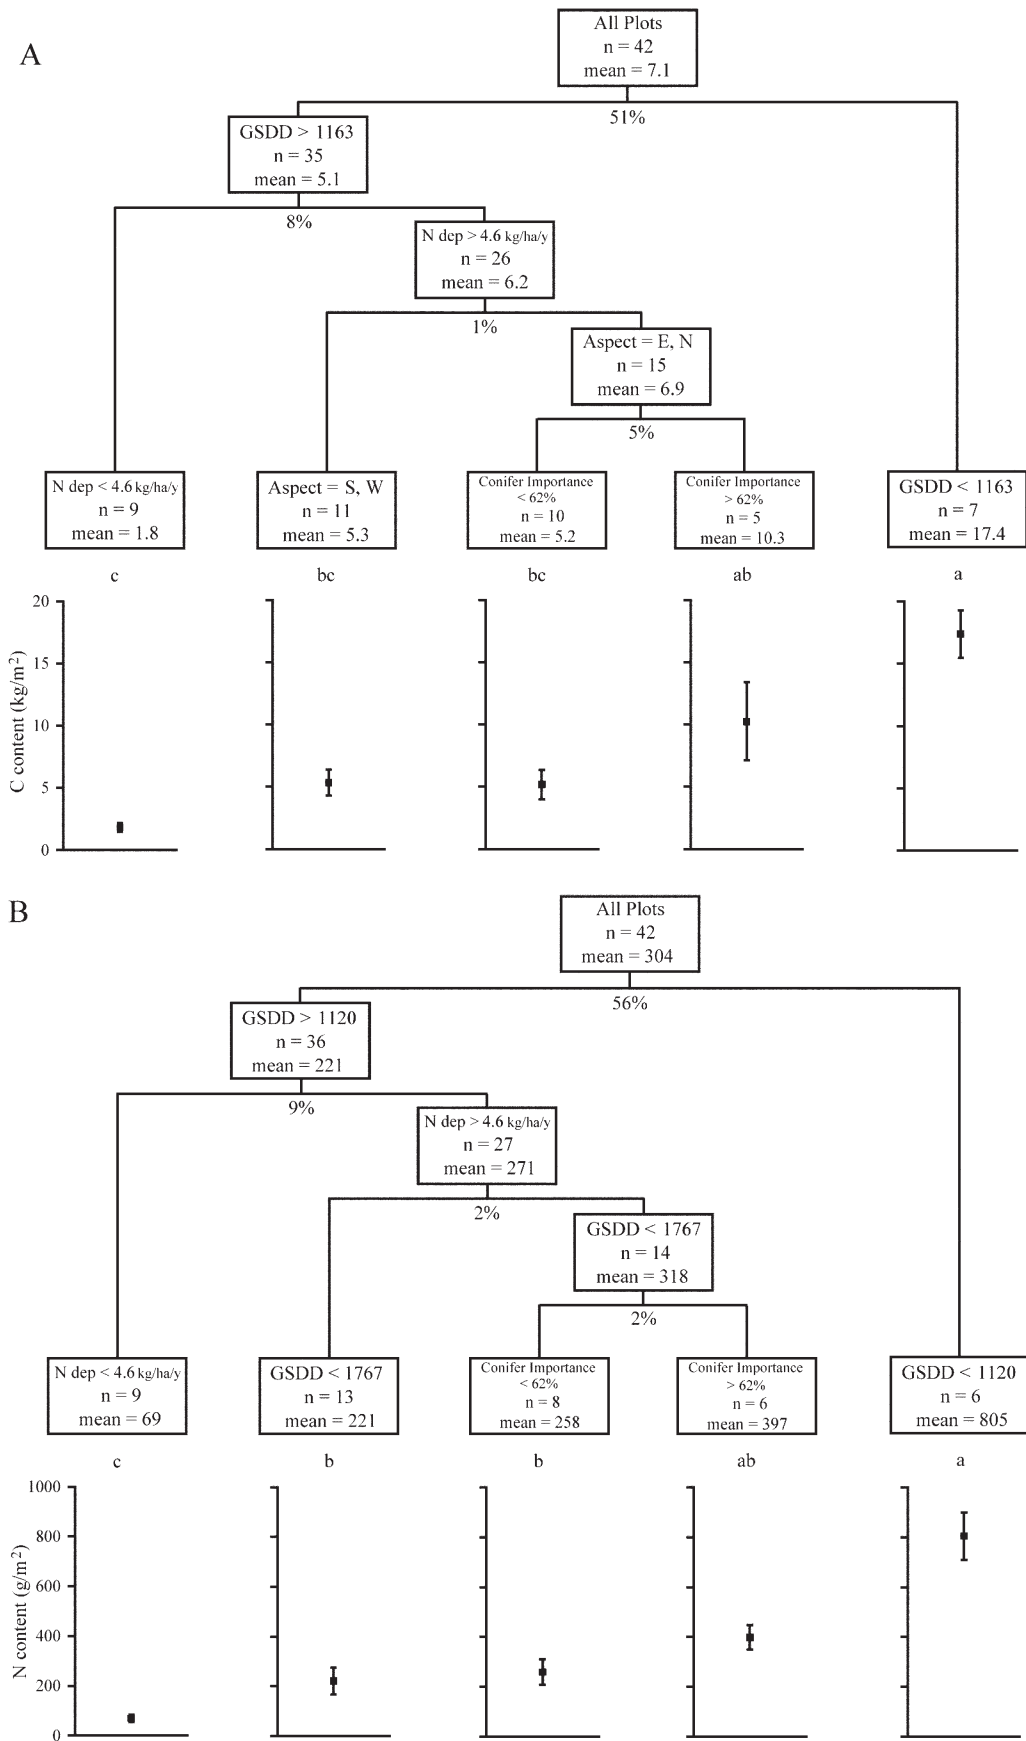 A
All Plots
n = 42
mean = 7.1
51%
GSDD > 1163
n = 35
mean = 5.1
8%
N dep > 4.6 kg/ha/y
n = 26
mean = 6.2
1%
Aspect = E, N
n = 15
mean = 6.9
5%
N dep < 4.6 kg/ha/y
n = 9
mean = 1.8
Aspect = S, W
n = 11
mean = 5.3
Conifer Importance
< 62%
n = 10
mean = 5.2
Conifer Importance
> 62%
n = 5
mean = 10.3
GSDD < 1163
n = 7
mean = 17.4
c
bc
bc
ab
a
C content (kg/m²)
20
15
10
5
0
B
All Plots
n = 42
mean = 304
56%
GSDD > 1120
n = 36
mean = 221
9%
N dep > 4.6 kg/ha/y
n = 27
mean = 271
2%
GSDD < 1767
n = 14
mean = 318
2%
N dep < 4.6 kg/ha/y
n = 9
mean = 69
GSDD < 1767
n = 13
mean = 221
Conifer Importance
< 62%
n = 8
mean = 258
Conifer Importance
> 62%
n = 6
mean = 397
GSDD < 1120
n = 6
mean = 805
c
b
b
ab
a
N content (g/m²)
1000
800
600
400
200
0